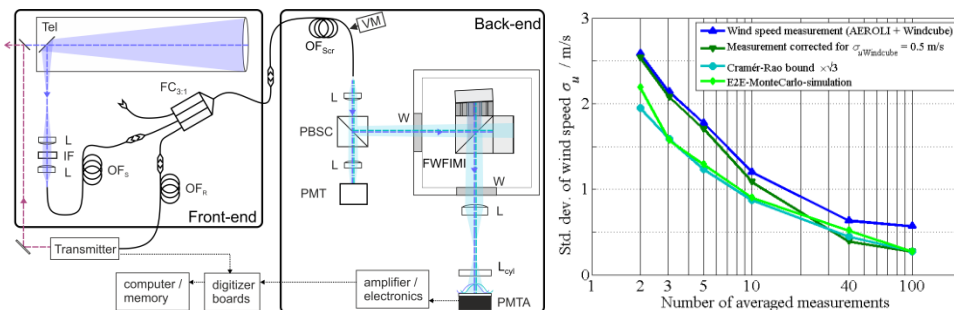 Tel
FC3:1
L
IF
L
OFS
OFR
Front-end
Transmitter
computer /
memory
digitizer
boards
amplifier /
electronics
OFScr
VM
Back-end
L
PBSC
L
PMT
W
FWFIMI
W
L
Lcyl
PMTA
Wind speed measurement (AEROLI + Windcube)
Measurement corrected for σuWindcube = 0.5 m/s
Cramér-Rao bound ×√3
E2E-MonteCarlo-simulation
Std. dev. of wind speed σu / m/s
3
2
1
0
1 2 3 5 10 40 100
Number of averaged measurements